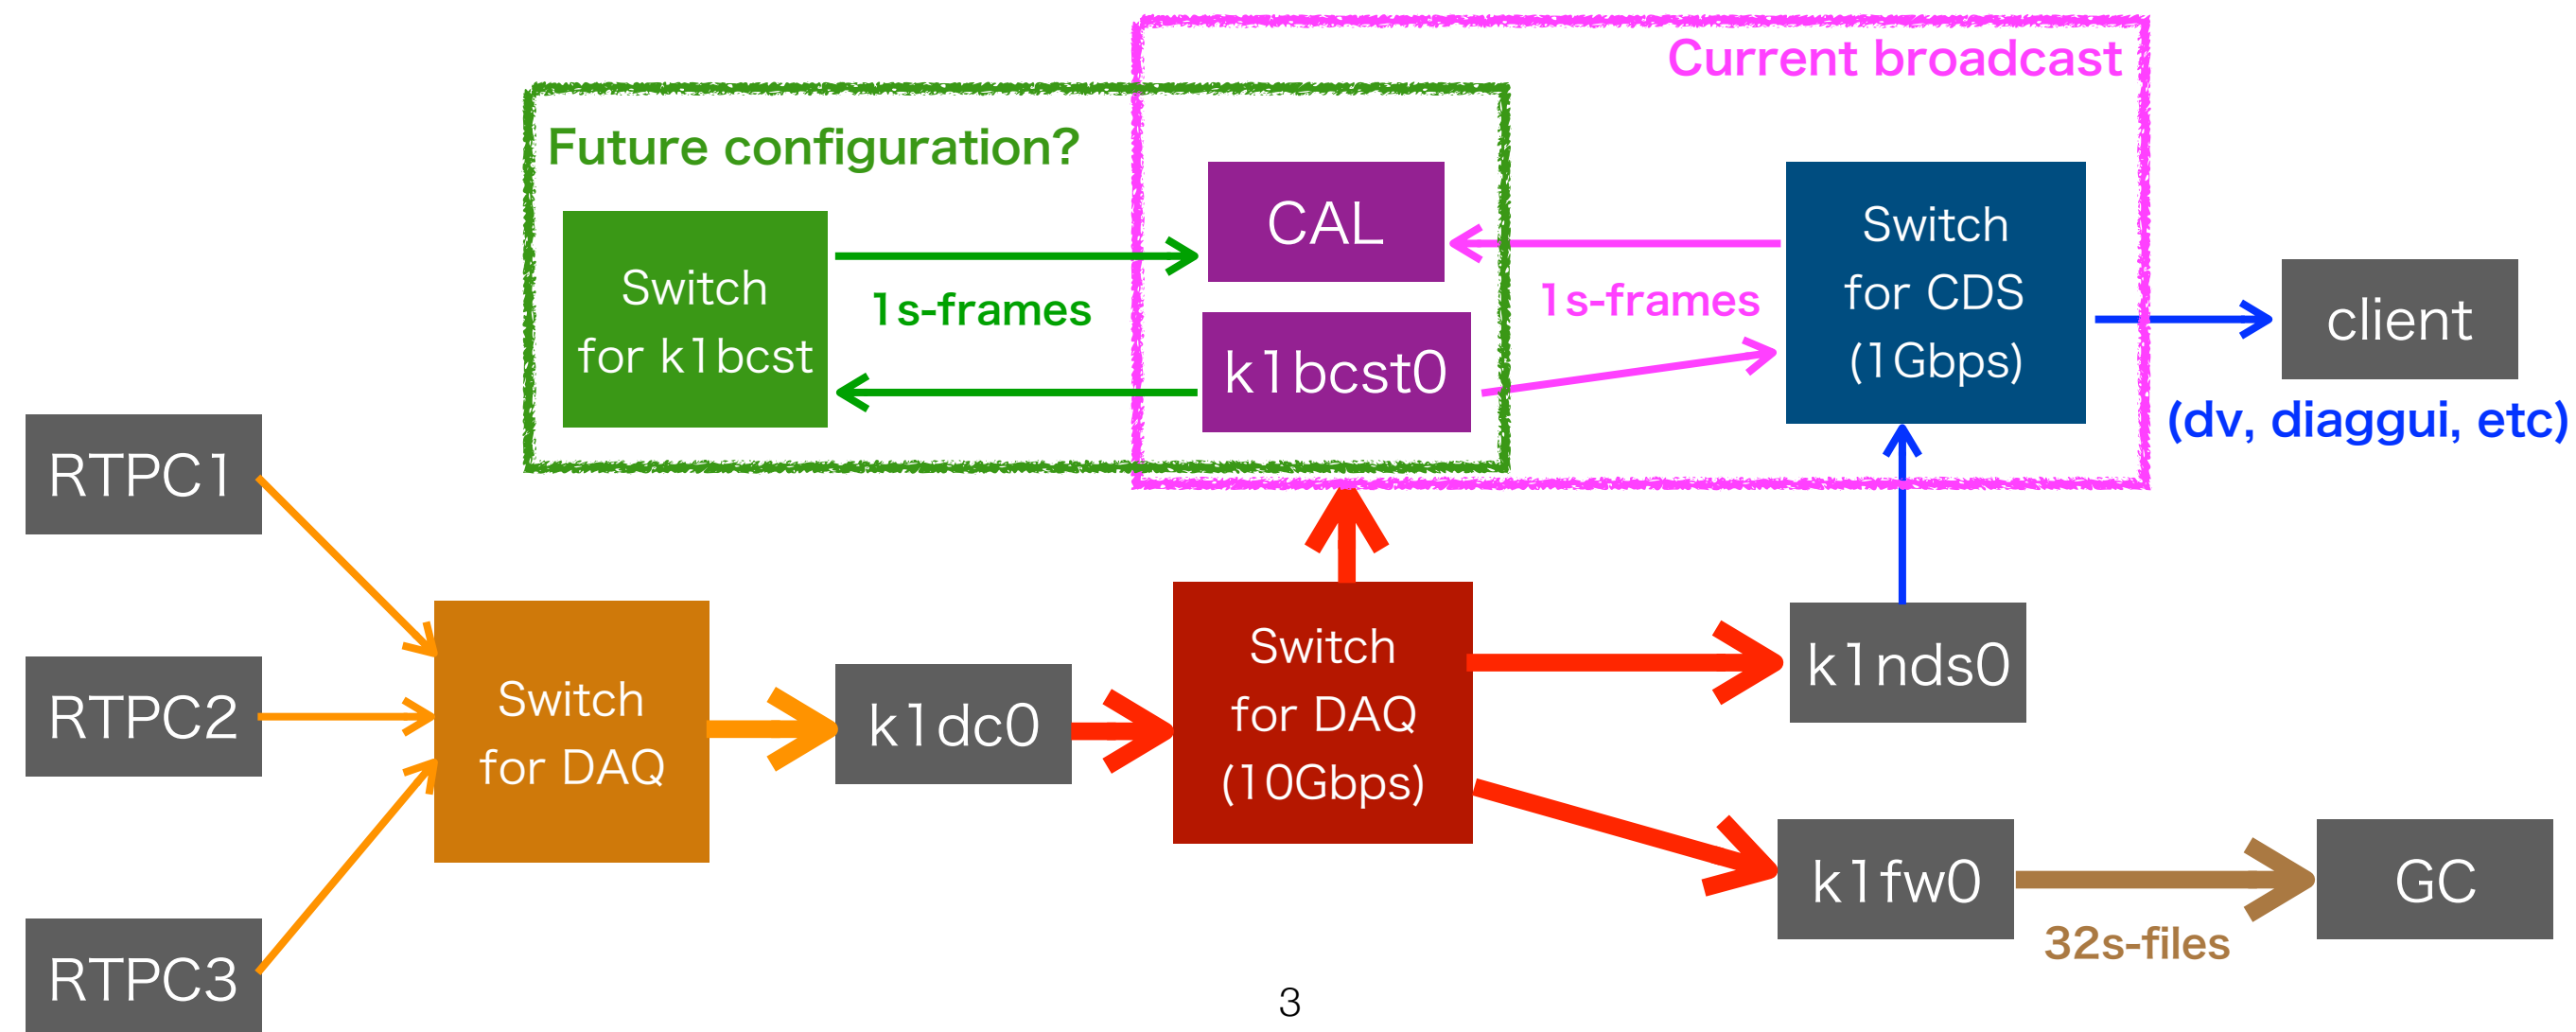 Current broadcast
Future configuration?
CAL
Switch
for CDS
(1Gbps)
Switch
for k1bcst
1s-frames
1s-frames
k1bcst0
client
(dv, diaggui, etc)
RTPC1
RTPC2
RTPC3
Switch
for DAQ
k1dc0
Switch
for DAQ
(10Gbps)
k1nds0
k1fw0
32s-files
GC
3